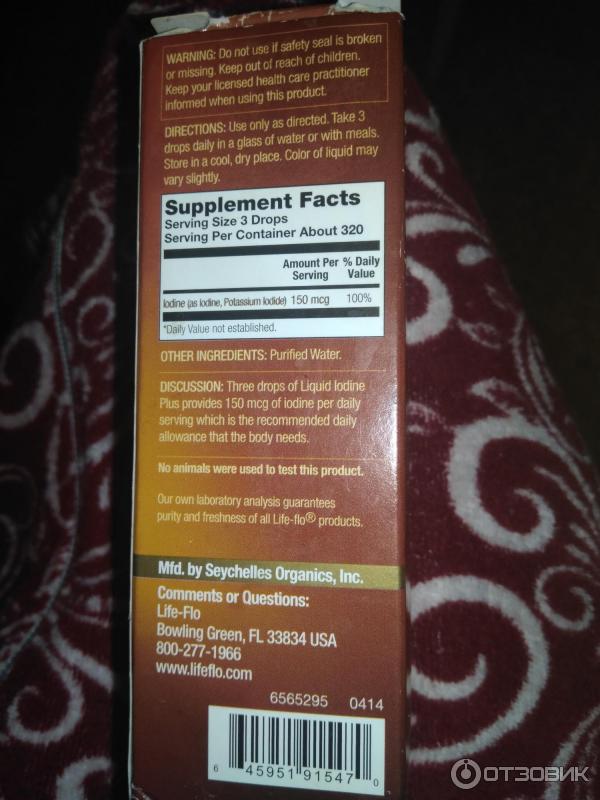 WARNING: Do not use if safety seal is broken
or missing. Keep out of reach of children.
Keep your licensed health care practitioner
informed when using this product.
DIRECTIONS: Use only as directed. Take 3
drops daily in a glass of water or with meals.
Store in a cool, dry place. Color of liquid may
vary slightly.
Supplement Facts
Serving Size 3 Drops
Serving Per Container About 320
Amount Per % Daily
Serving Value
Iodine (as Iodine, Potassium Iodide) 150 mcg 100%
*Daily Value not established.
OTHER INGREDIENTS: Purified Water.
DISCUSSION: Three drops of Liquid Iodine
Plus provides 150 mcg of iodine per daily
serving which is the recommended daily
allowance that the body needs.
No animals were used to test this product.
Our own laboratory analysis guarantees
purity and freshness of all Life-flo® products.
Mfd. by Seychelles Organics, Inc.
Comments or Questions:
Life-Flo
Bowling Green, FL 33834 USA
800-277-1966
www.lifeflo.com
6565295 0414
6 45951 91547 0
ОТЗОВИК